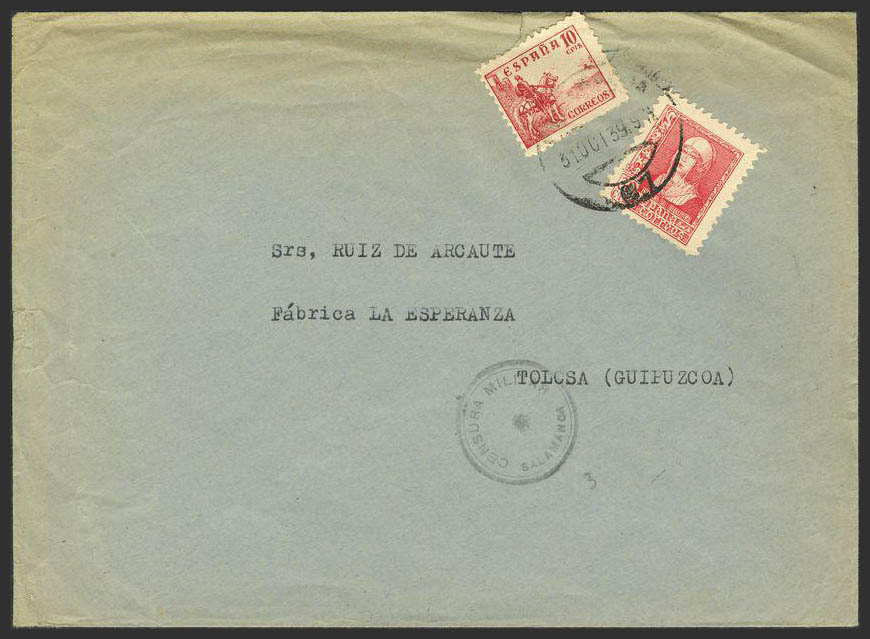 ESPAÑA 10
CTS.
CORREOS
31 OCT 39
ESPAÑA
CORREOS
Srs, RUIZ DE ARCAUTE
Fábrica LA ESPERANZA
TOLOSA (GUIPUZCOA)
CENSURA MILITAR
SALAMANCA
3